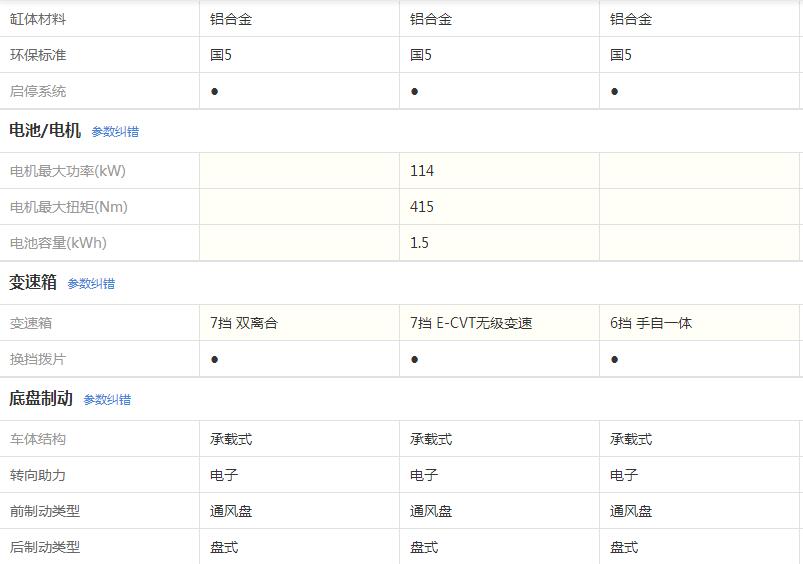 缸体材料 铝合金 铝合金 铝合金
环保标准 国5 国5 国5
启停系统 ● ● ●
电池/电机 参数纠错
电机最大功率(kW) 114
电机最大扭矩(Nm) 415
电池容量(kWh) 1.5
变速箱 参数纠错
变速箱 7挡 双离合 7挡 E-CVT无级变速 6挡 手自一体
换挡拨片 ● ● ●
底盘制动 参数纠错
车体结构 承载式 承载式 承载式
转向助力 电子 电子 电子
前制动类型 通风盘 通风盘 通风盘
后制动类型 盘式 盘式 盘式